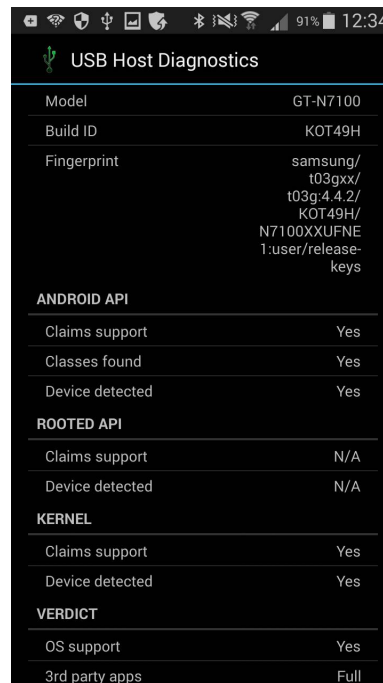 91% 12:34
USB Host Diagnostics
Model GT-N7100
Build ID KOT49H
Fingerprint samsung/
t03gxx/
t03g:4.4.2/
KOT49H/
N7100XXUFNE
1:user/release-
keys
ANDROID API
Claims support Yes
Classes found Yes
Device detected Yes
ROOTED API
Claims support N/A
Device detected N/A
KERNEL
Claims support Yes
Device detected Yes
VERDICT
OS support Yes
3rd party apps Full